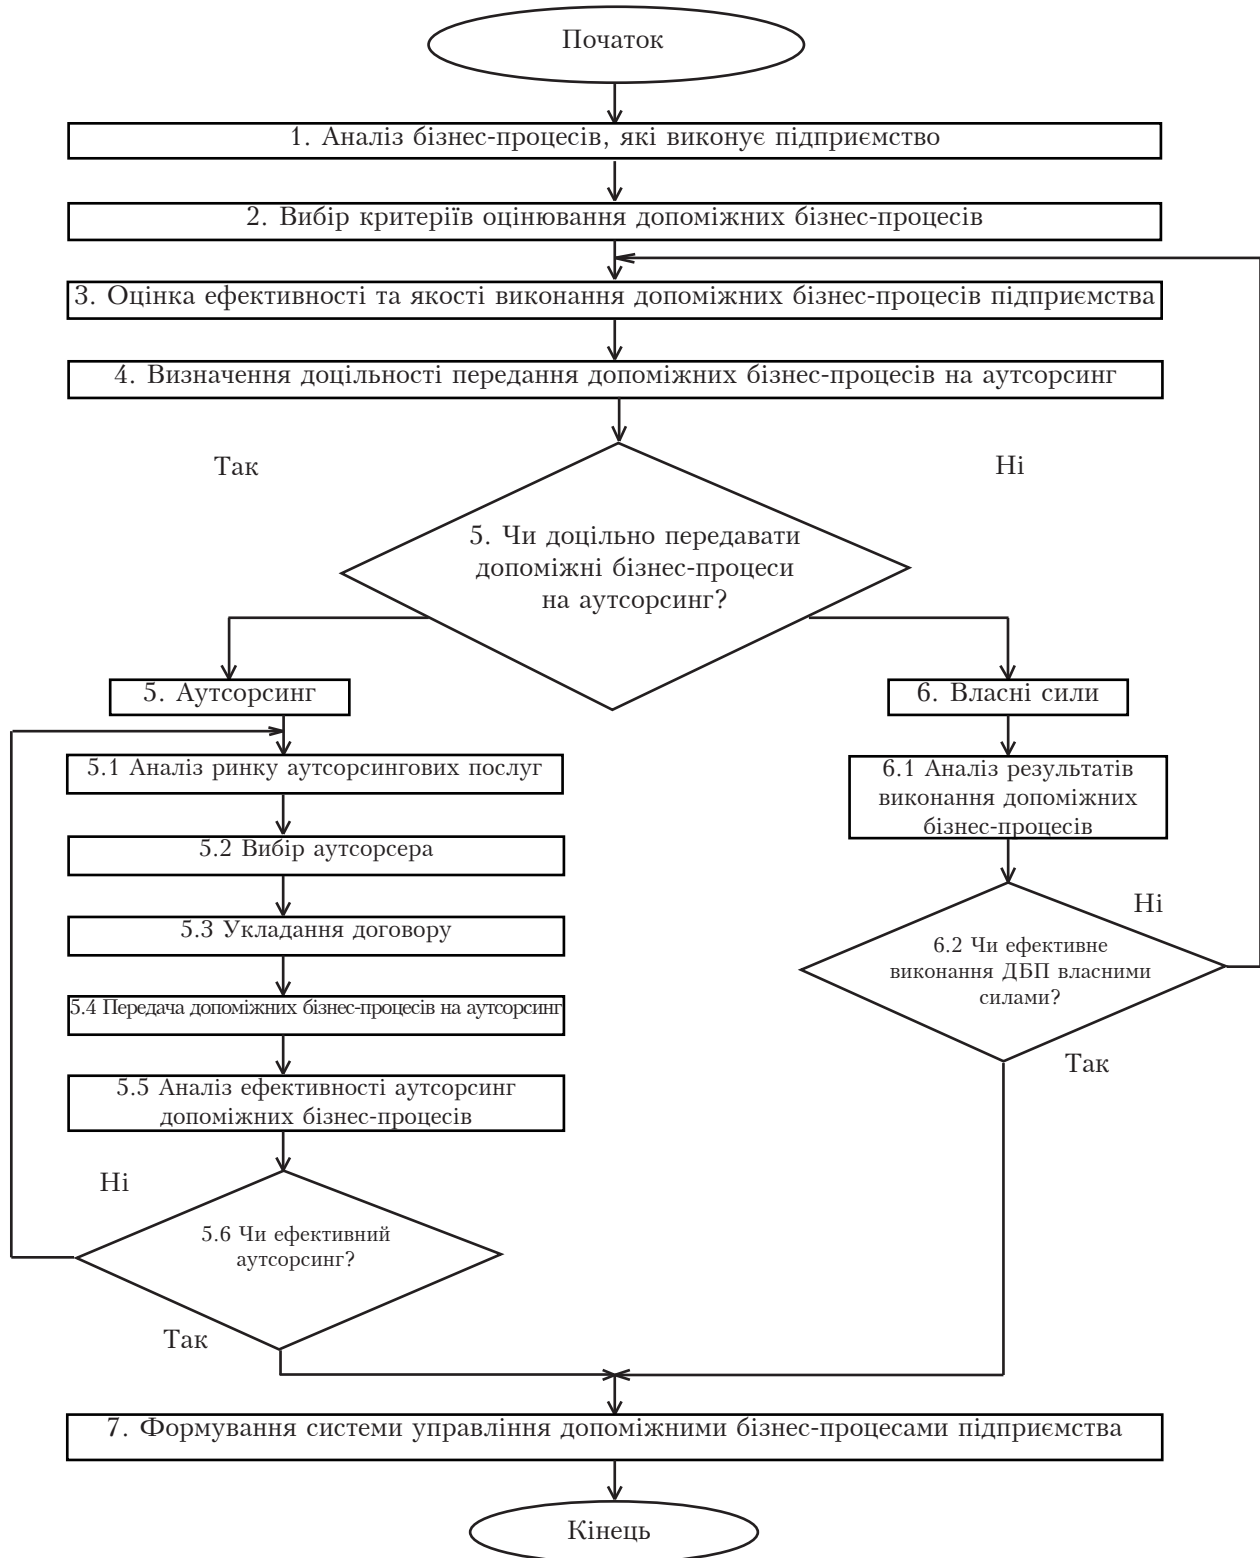 Початок
1. Аналіз бізнес-процесів, які виконує підприємство
2. Вибір критеріїв оцінювання допоміжних бізнес-процесів
3. Оцінка ефективності та якості виконання допоміжних бізнес-процесів підприємства
4. Визначення доцільності передання допоміжних бізнес-процесів на аутсорсинг
Так
Ні
5. Чи доцільно передавати
допоміжні бізнес-процеси
на аутсорсинг?
5. Аутсорсинг
5.1 Аналіз ринку аутсорсингових послуг
5.2 Вибір аутсорсера
5.3 Укладання договору
5.4 Передача допоміжних бізнес-процесів на аутсорсинг
5.5 Аналіз ефективності аутсорсинг
допоміжних бізнес-процесів
Ні
5.6 Чи ефективний
аутсорсинг?
Так
6. Власні сили
6.1 Аналіз результатів
виконання допоміжних
бізнес-процесів
Ні
6.2 Чи ефективне
виконання ДБП власними
силами?
Так
7. Формування системи управління допоміжними бізнес-процесами підприємства
Кінець